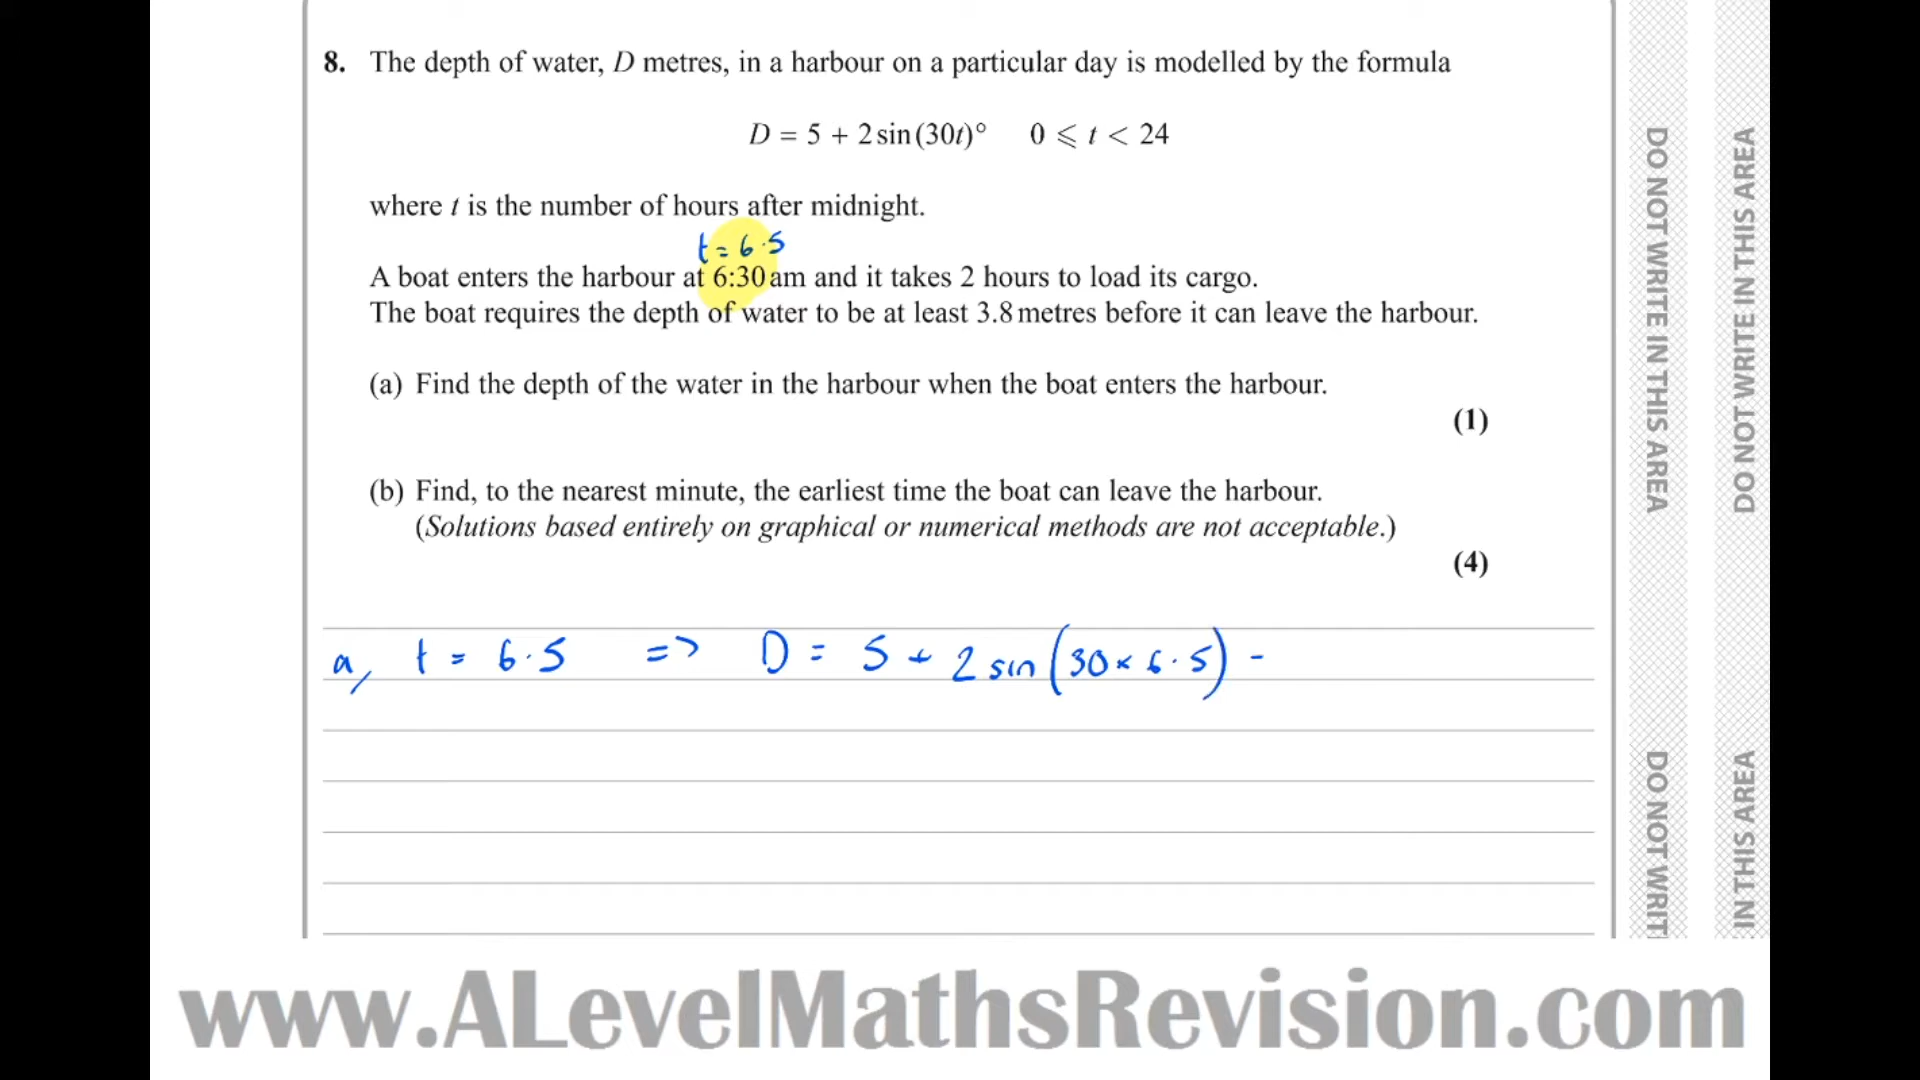 8. The depth of water, D metres, in a harbour on a particular day is modelled by the formula
D = 5 + 2 sin (30t)° 0 ⩽ t < 24
where t is the number of hours after midnight.
t = 6.5
A boat enters the harbour at 6:30 am and it takes 2 hours to load its cargo.
The boat requires the depth of water to be at least 3.8 metres before it can leave the harbour.
(a) Find the depth of the water in the harbour when the boat enters the harbour.
(1)
(b) Find, to the nearest minute, the earliest time the boat can leave the harbour.
(Solutions based entirely on graphical or numerical methods are not acceptable.)
(4)
a, t = 6.5 => D = 5 + 2 sin (30 × 6.5) -
www.ALevelMathsRevision.com
DO NOT WRITE IN THIS AREA
DO NOT WRITE IN THIS AREA
DO NOT WRIT
IN THIS AREA